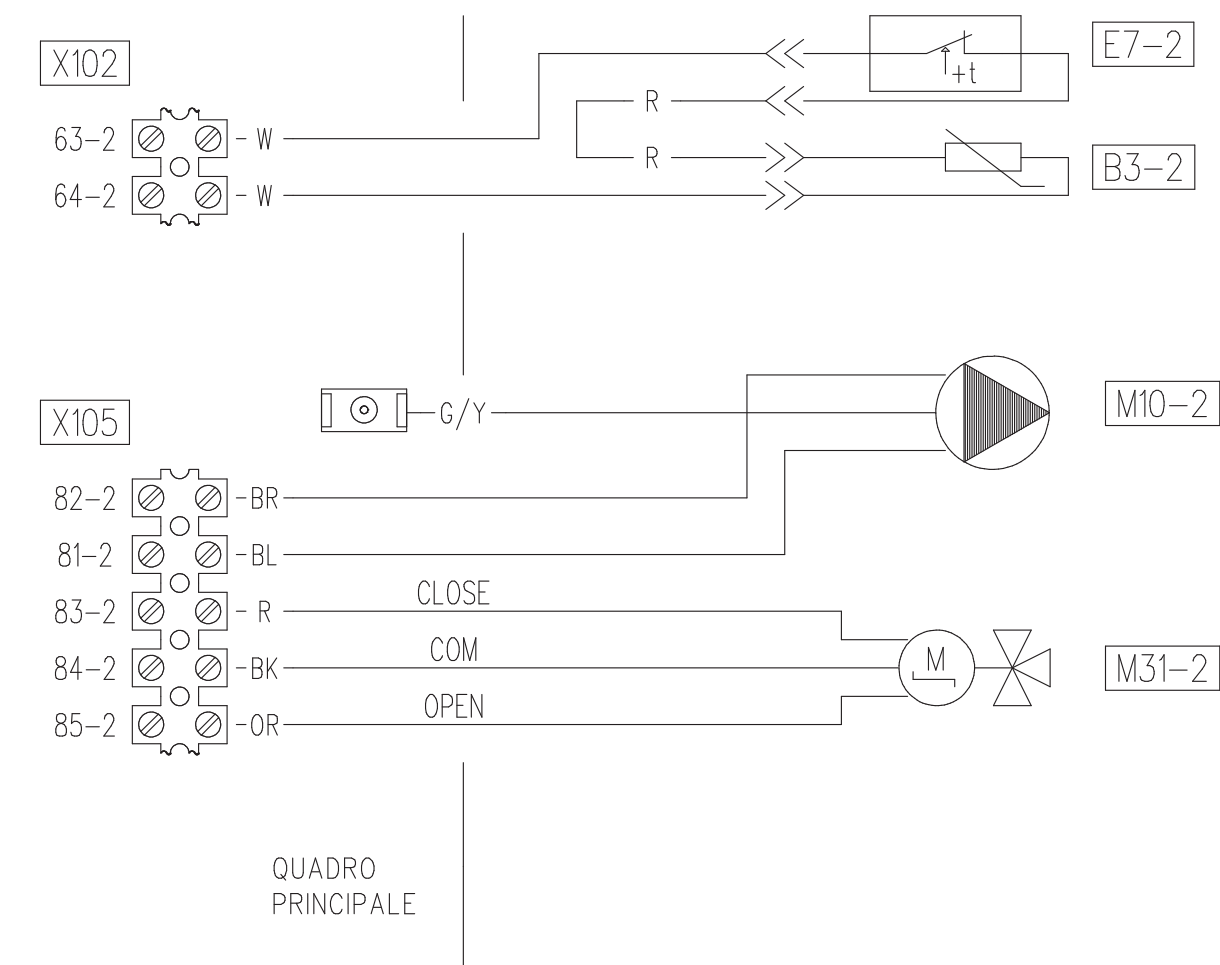 X102
E7-2
+t
R
63-2
W
R
B3-2
64-2
W
G/Y
M10-2
X105
82-2
BR
81-2
BL
CLOSE
83-2
R
COM
84-2
BK
M
M31-2
OPEN
85-2
OR
QUADRO
PRINCIPALE